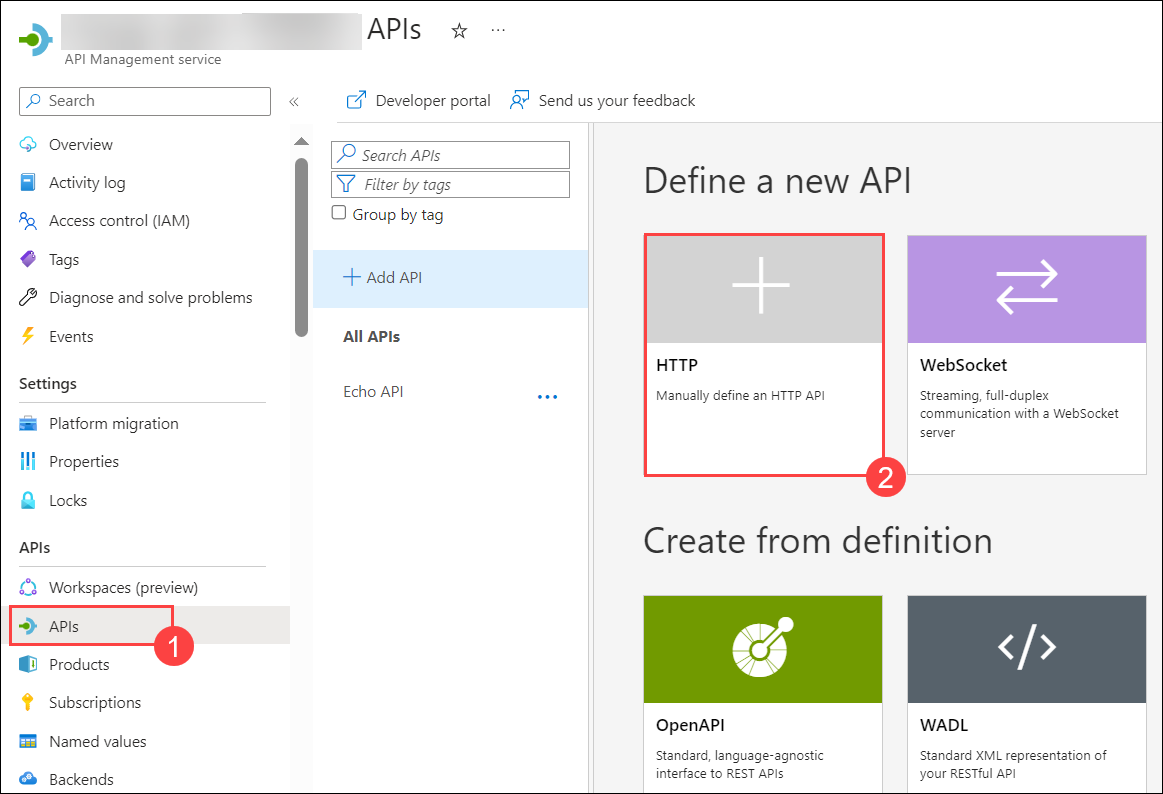 APIs
...
API Management service
Search
«
Developer portal
Send us your feedback
Overview
Activity log
Access control (IAM)
Tags
Diagnose and solve problems
Events
Settings
Platform migration
Properties
Locks
APIs
Workspaces (preview)
APIs
1
Products
Subscriptions
Named values
Backends
Search APIs
Filter by tags
Group by tag
+ Add API
All APIs
Echo API
...
Define a new API
HTTP
Manually define an HTTP API
2
WebSocket
Streaming, full-duplex
communication with a WebSocket
server
Create from definition
OpenAPI
Standard, language-agnostic
interface to REST APIs
</>
WADL
Standard XML representation of
your RESTful API